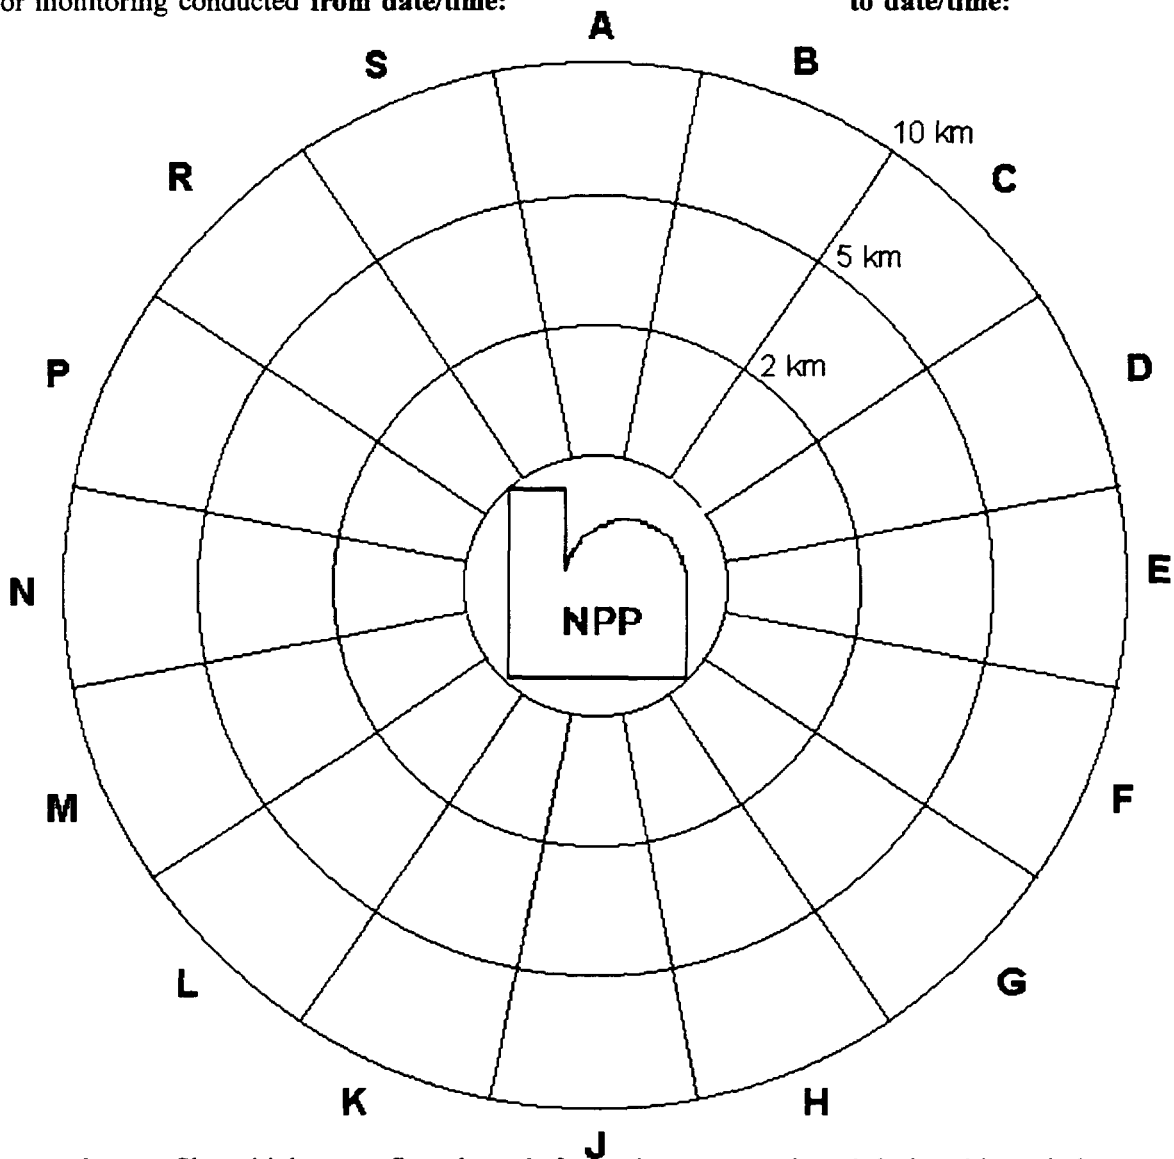 or monitoring conducted from date/time: to date/time:
A
S B
10 km
R C
5 km
P 2 km D
N NPP E
M F
L G
K H
J